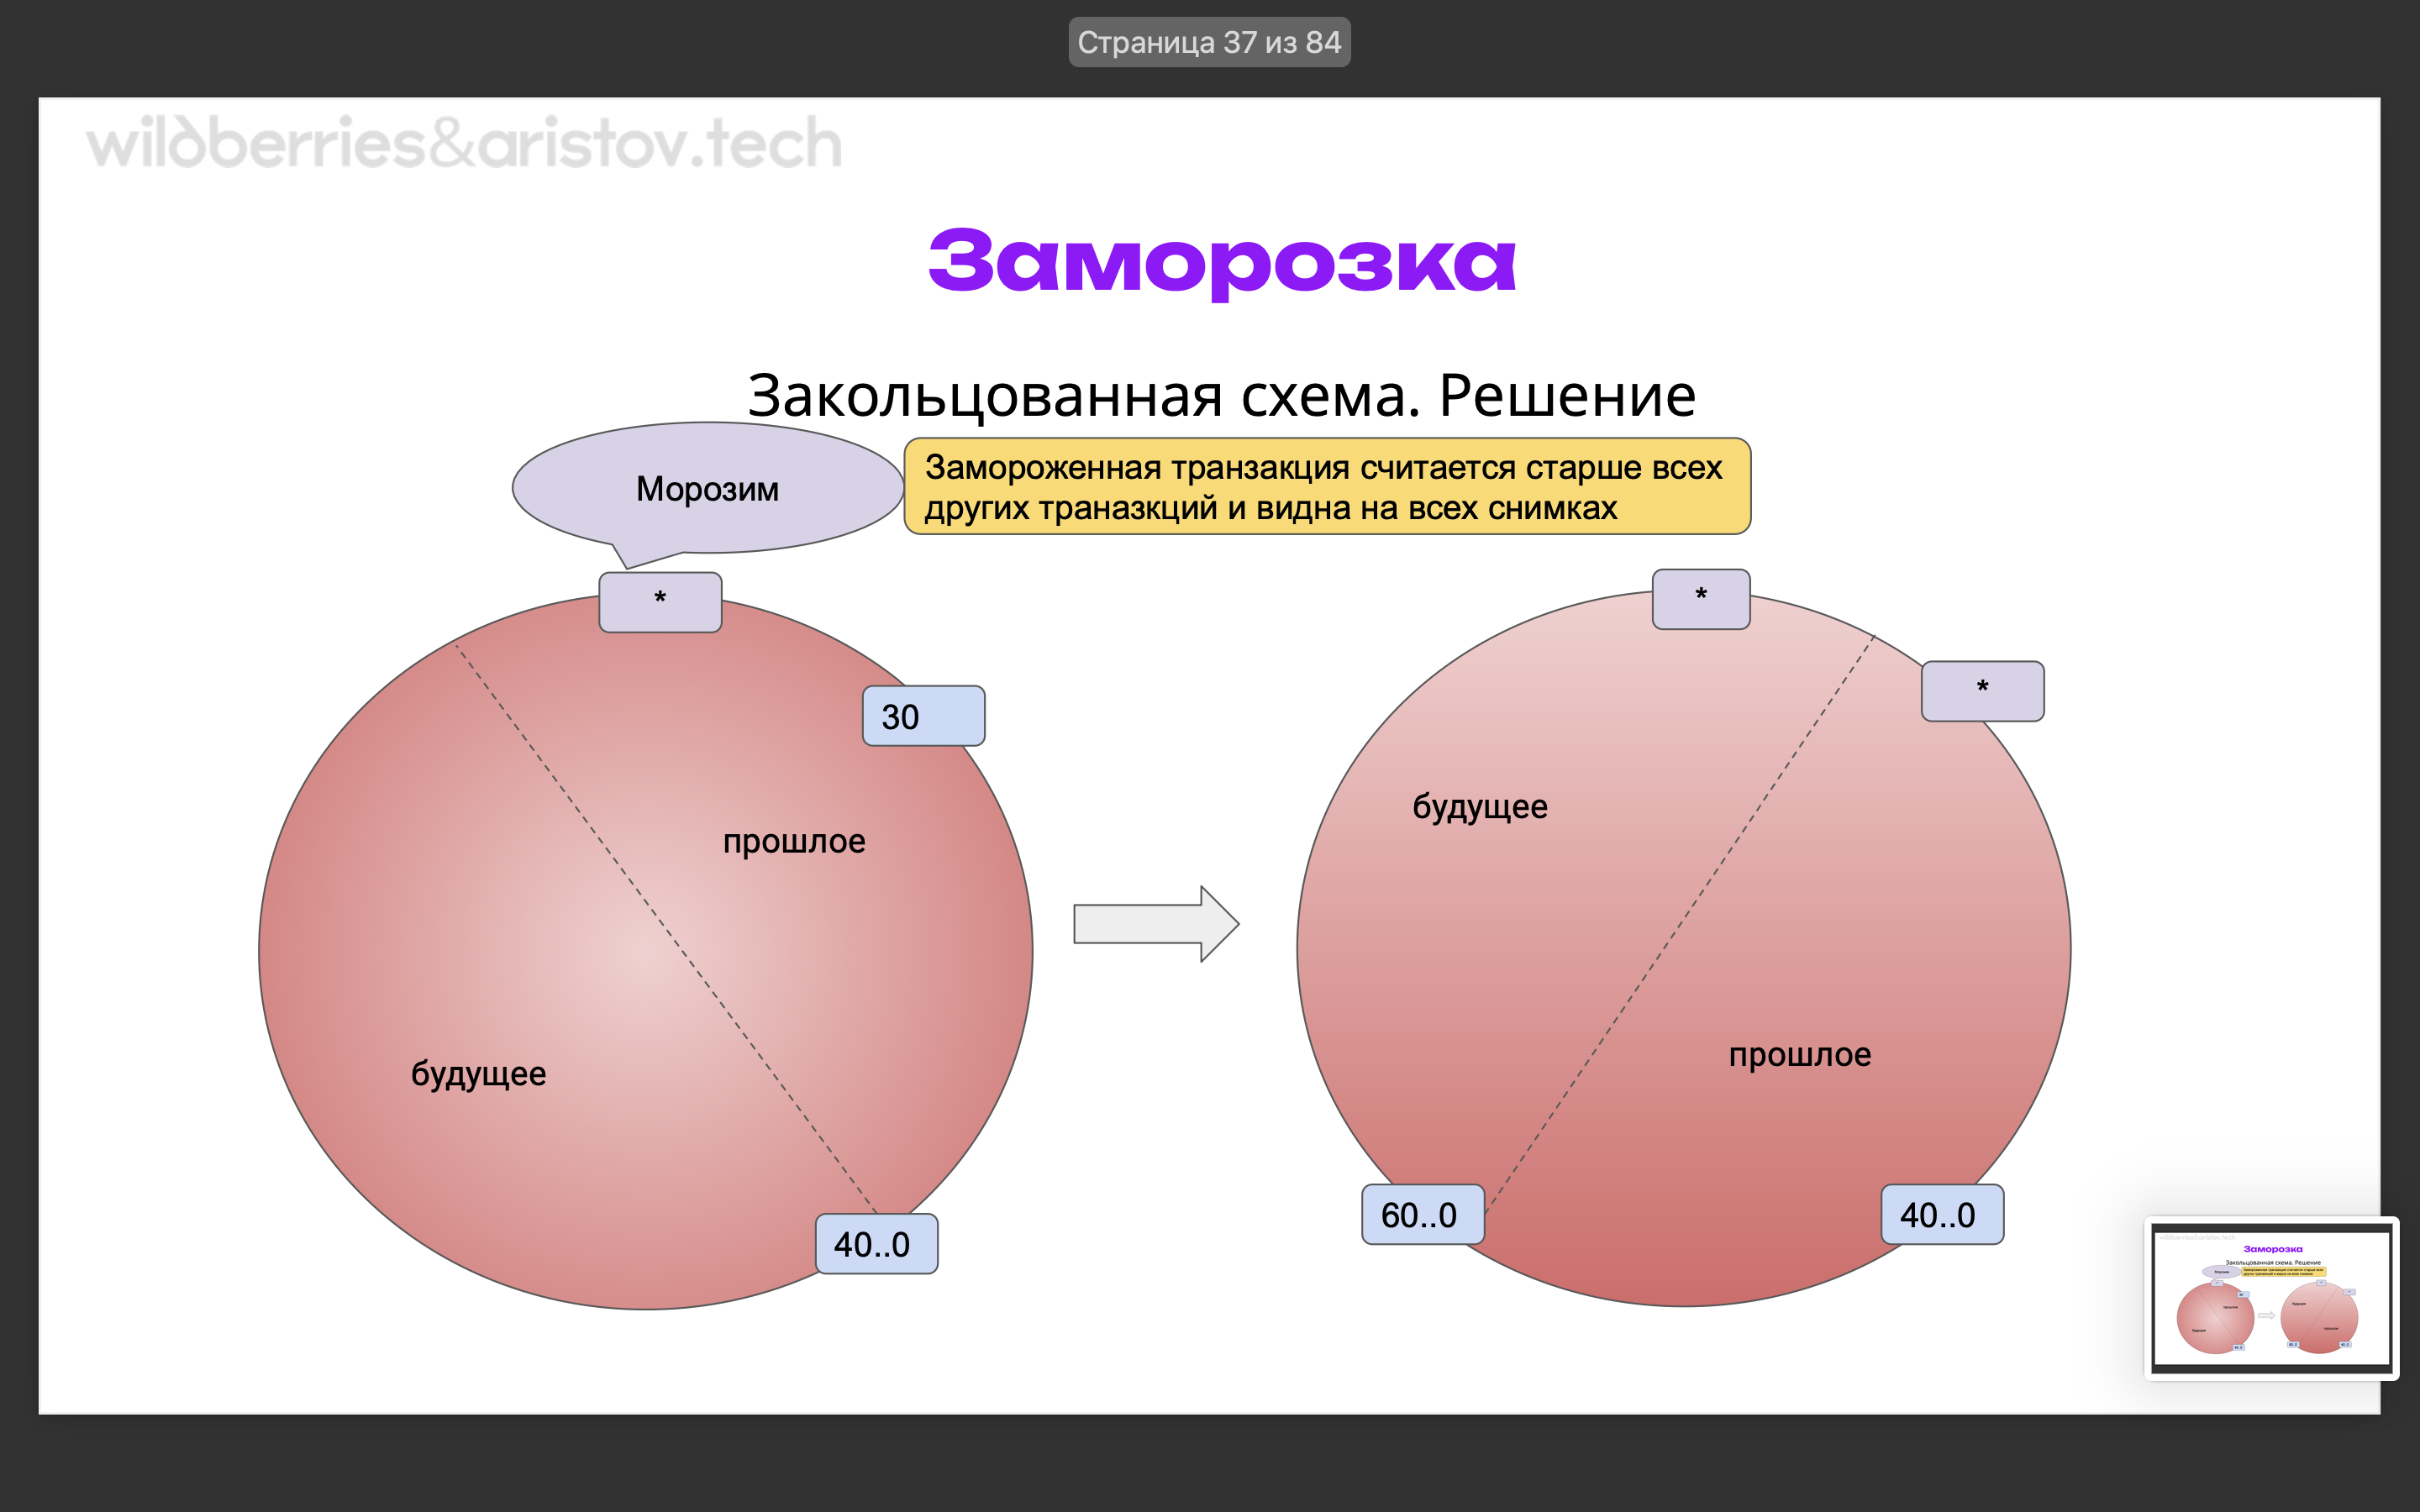 Страница 37 из 84
wildberries&aristov.tech
Заморозка
Закольцованная схема. Решение
Морозим
Замороженная транзакция считается старше всех
других траназкций и видна на всех снимках
*
30
прошлое
будущее
40..0
*
*
будущее
прошлое
60..0
40..0